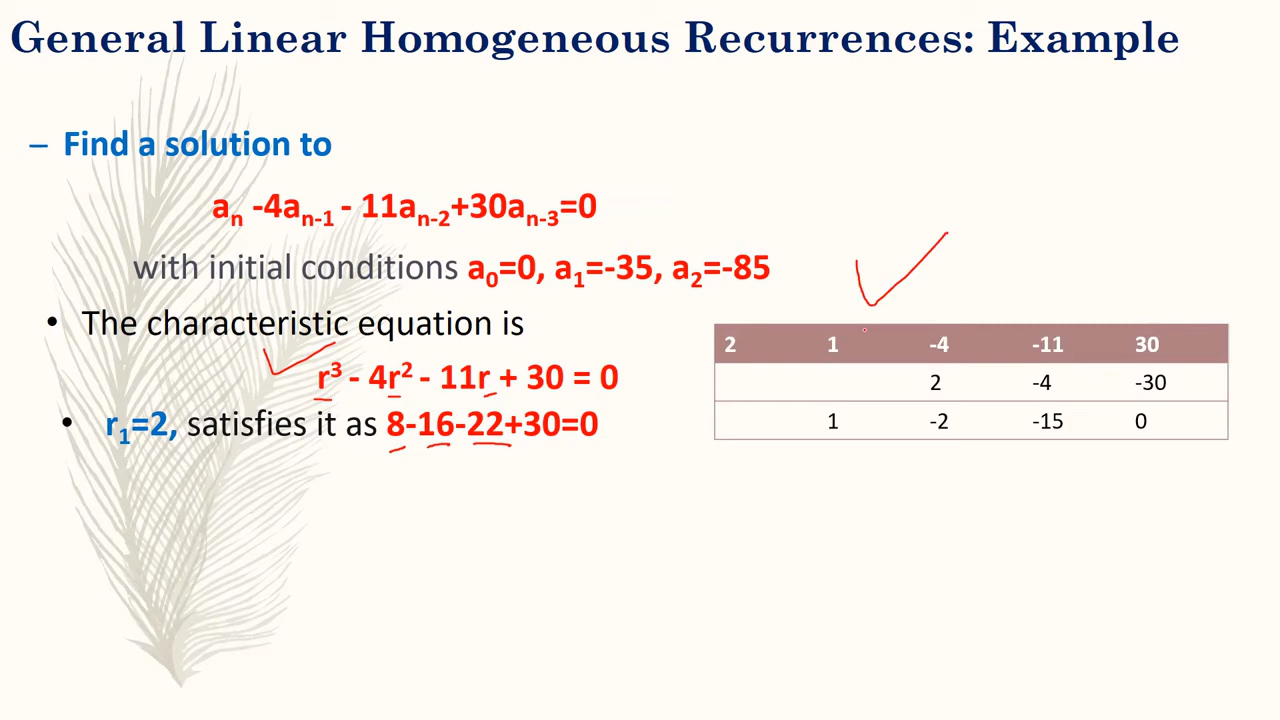 General Linear Homogeneous Recurrences: Example
– Find a solution to
aₙ -4aₙ₋₁ - 11aₙ₋₂+30aₙ₋₃=0
with initial conditions a₀=0, a₁=-35, a₂=-85
• The characteristic equation is
r³ - 4r² - 11r + 30 = 0
• r₁=2, satisfies it as 8-16-22+30=0
2 1 -4 -11 30
2 -4 -30
1 -2 -15 0